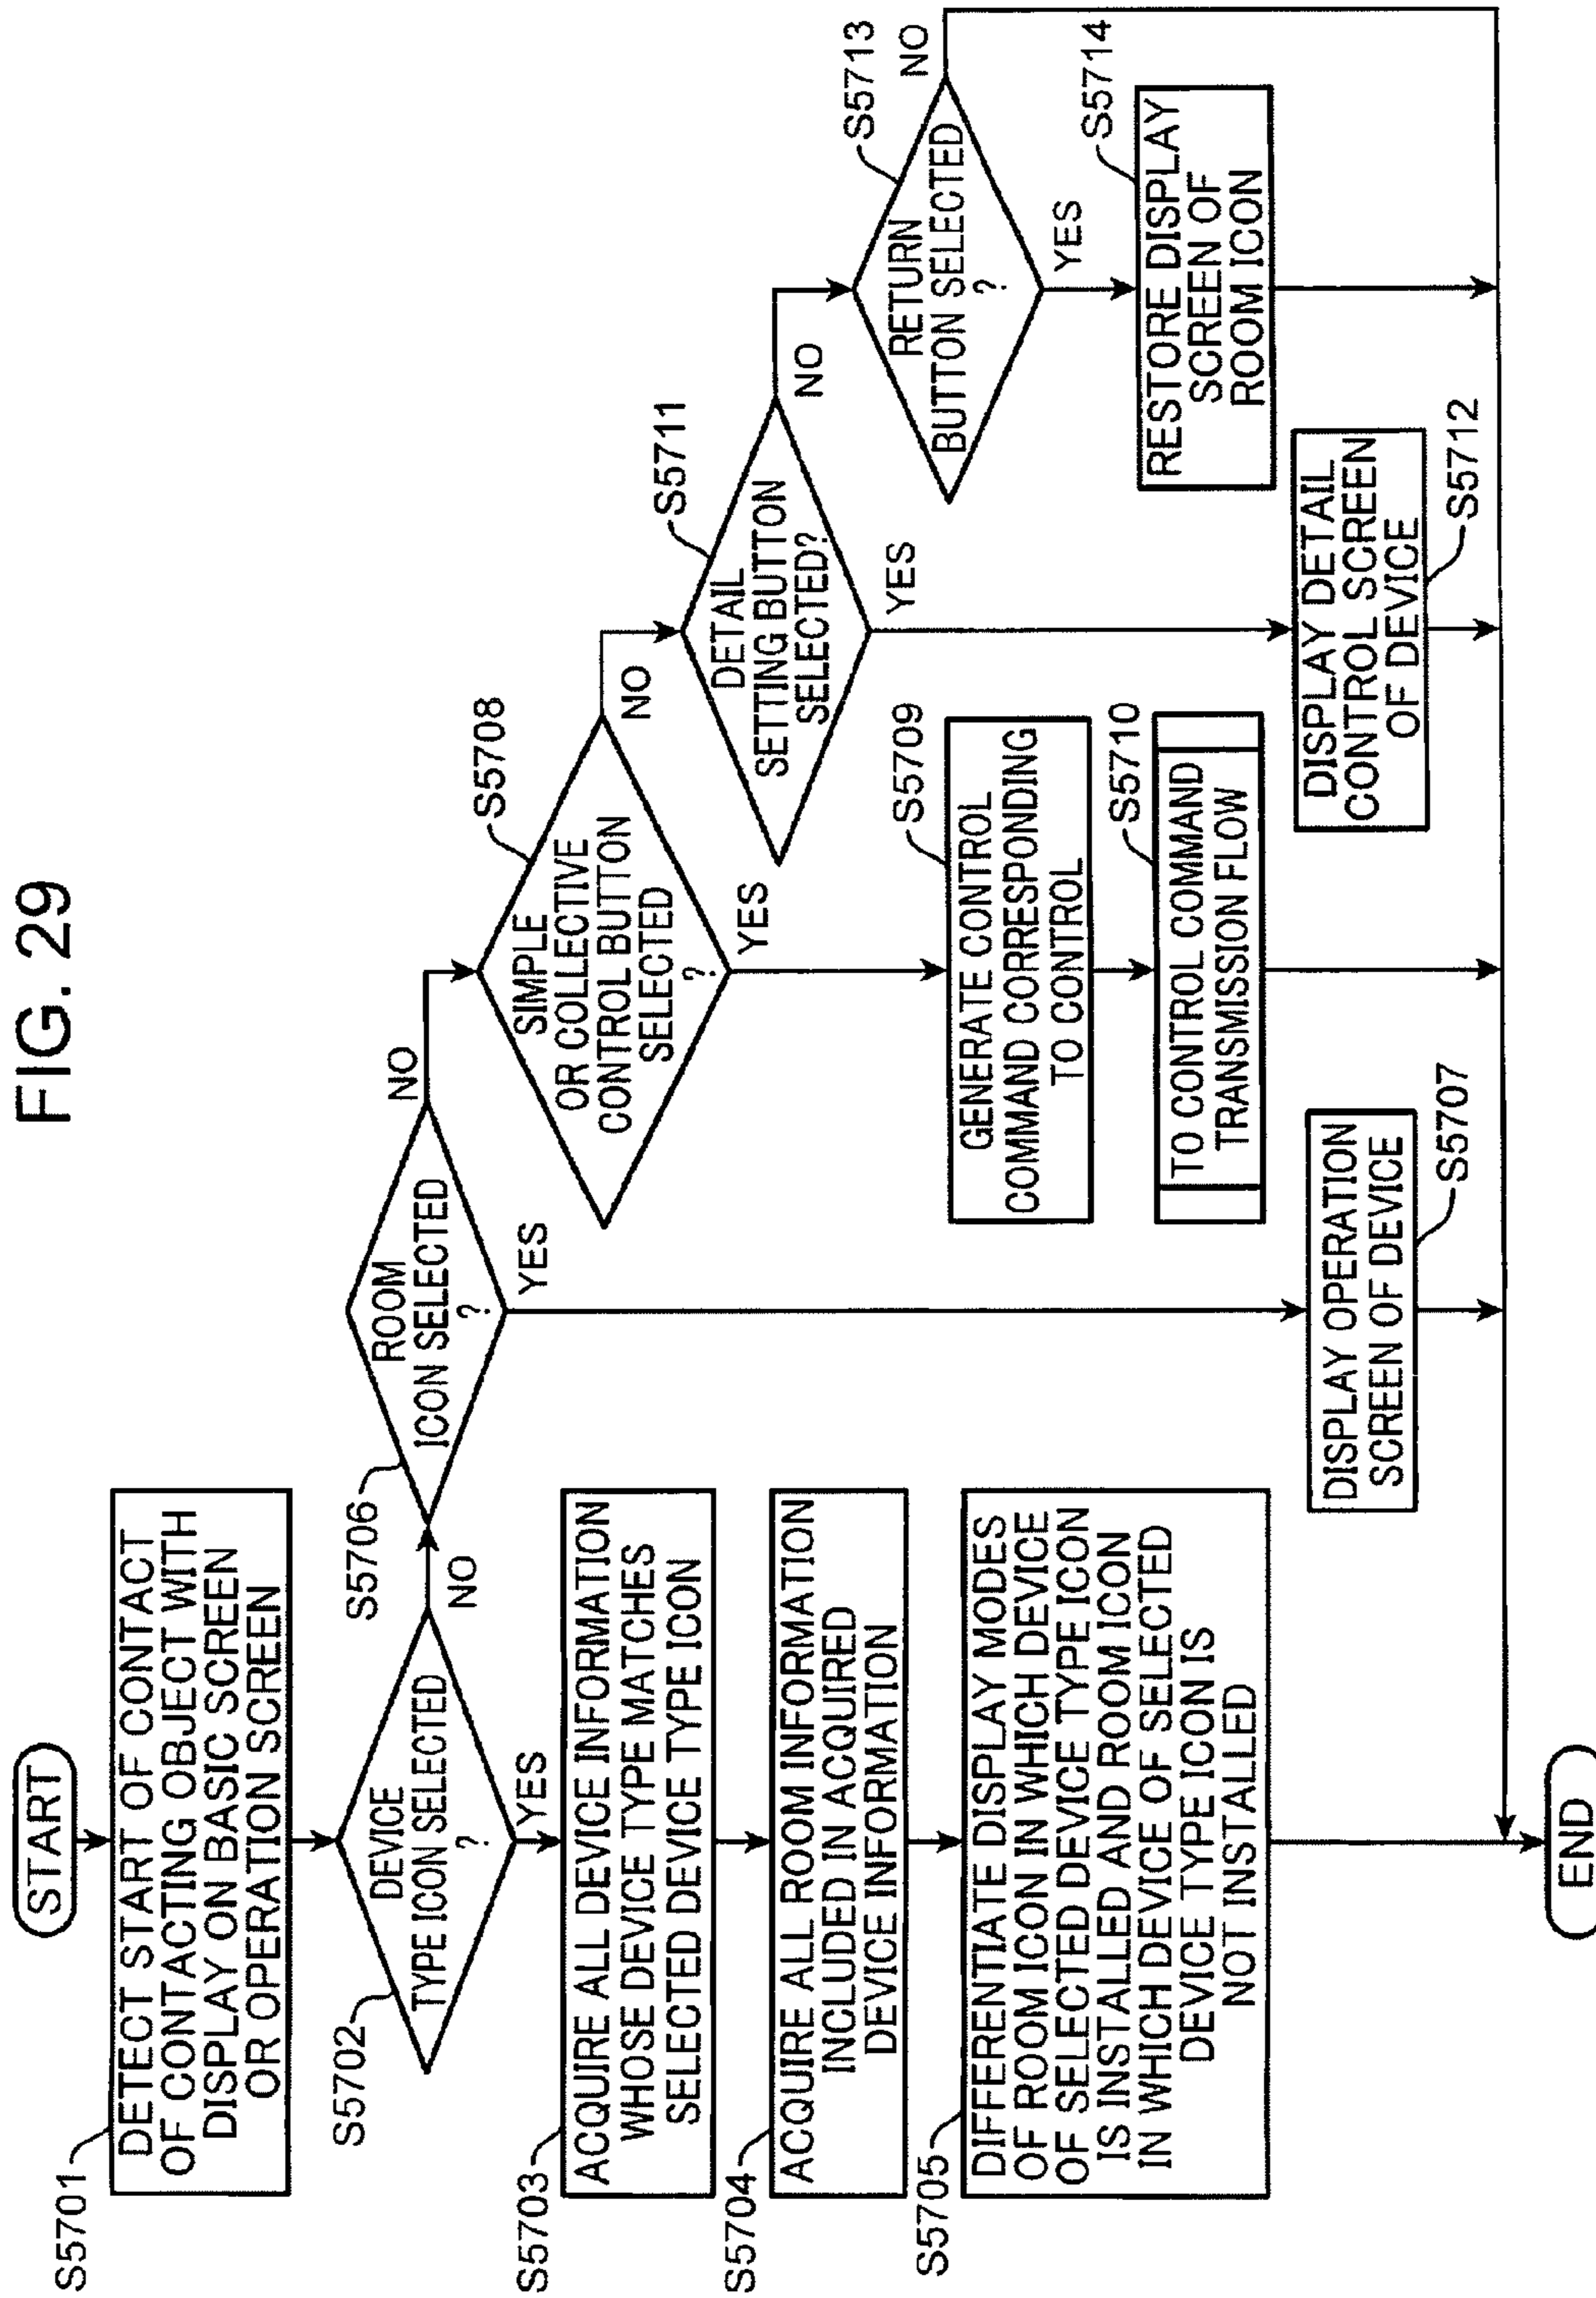 FIG. 29
START
S5701
DETECT START OF CONTACT
OF CONTACTING OBJECT WITH
DISPLAY ON BASIC SCREEN
OR OPERATION SCREEN
S5702
DEVICE
TYPE ICON SELECTED
?
NO
YES
S5703
ACQUIRE ALL DEVICE INFORMATION
WHOSE DEVICE TYPE MATCHES
SELECTED DEVICE TYPE ICON
S5704
ACQUIRE ALL ROOM INFORMATION
INCLUDED IN ACQUIRED
DEVICE INFORMATION
S5705
DIFFERENTIATE DISPLAY MODES
OF ROOM ICON IN WHICH DEVICE
OF SELECTED DEVICE TYPE ICON
IS INSTALLED AND ROOM ICON
IN WHICH DEVICE OF SELECTED
DEVICE TYPE ICON IS
NOT INSTALLED
S5706
ROOM
ICON SELECTED
?
NO
YES
DISPLAY OPERATION
SCREEN OF DEVICE
S5707
S5708
SIMPLE
OR COLLECTIVE
CONTROL BUTTON
SELECTED
?
NO
YES
S5709
GENERATE CONTROL
COMMAND CORRESPONDING
TO CONTROL
S5710
TO CONTROL COMMAND
TRANSMISSION FLOW
S5711
DETAIL
SETTING BUTTON
SELECTED?
NO
YES
DISPLAY DETAIL
CONTROL SCREEN
OF DEVICE
S5712
S5713
RETURN
BUTTON SELECTED
?
NO
YES
S5714
RESTORE DISPLAY
SCREEN OF
ROOM ICON
END